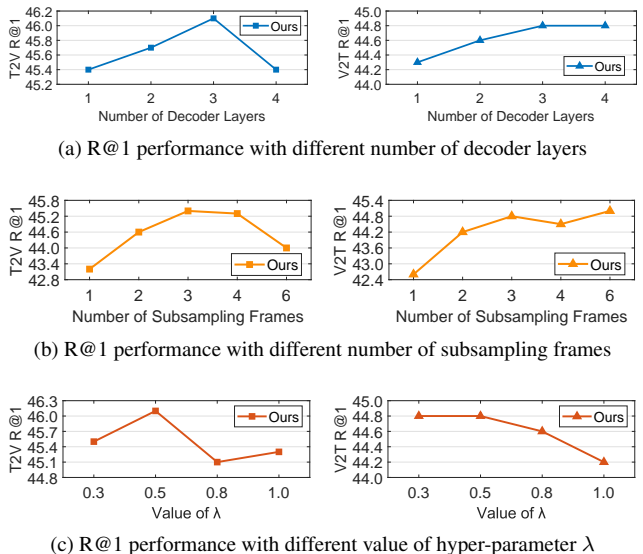 T2V R@1
46.2
46.0
45.8
45.6
45.4
45.2
Ours
1 2 3 4
Number of Decoder Layers
V2T R@1
45.0
44.8
44.6
44.4
44.2
44.0
Ours
1 2 3 4
Number of Decoder Layers
(a) R@1 performance with different number of decoder layers
T2V R@1
45.8
45.2
44.6
44.0
43.4
42.8
Ours
1 2 3 4 6
Number of Subsampling Frames
V2T R@1
45.4
44.8
44.2
43.6
43.0
42.4
Ours
1 2 3 4 6
Number of Subsampling Frames
(b) R@1 performance with different number of subsampling frames
T2V R@1
46.3
46.0
45.7
45.4
45.1
44.8
Ours
0.3 0.5 0.8 1.0
Value of λ
V2T R@1
45.0
44.8
44.6
44.4
44.2
44.0
Ours
0.3 0.5 0.8 1.0
Value of λ
(c) R@1 performance with different value of hyper-parameter λ